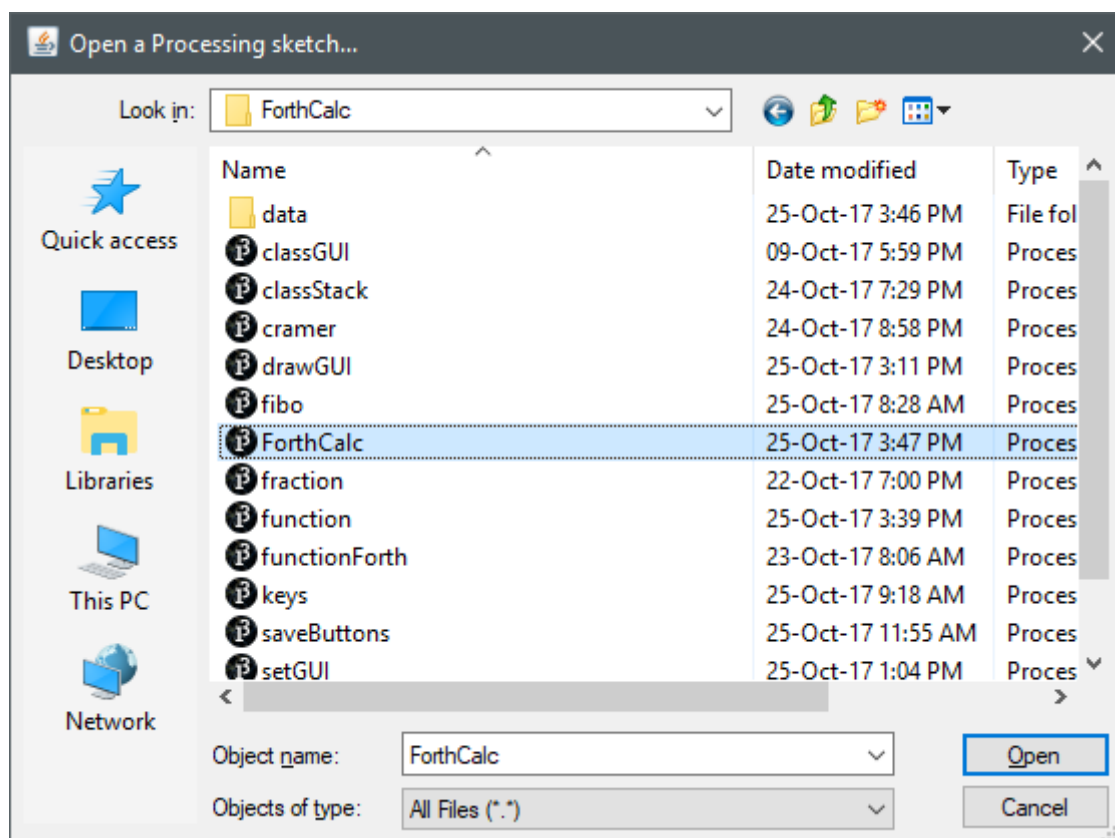 Open a Processing sketch...
Look in: ForthCalc
Name Date modified Type
data 25-Oct-17 3:46 PM File fol
classGUI 09-Oct-17 5:59 PM Proces
classStack 24-Oct-17 7:29 PM Proces
cramer 24-Oct-17 8:58 PM Proces
drawGUI 25-Oct-17 3:11 PM Proces
fibo 25-Oct-17 8:28 AM Proces
ForthCalc 25-Oct-17 3:47 PM Proces
fraction 22-Oct-17 7:00 PM Proces
function 25-Oct-17 3:39 PM Proces
functionForth 23-Oct-17 8:06 AM Proces
keys 25-Oct-17 9:18 AM Proces
saveButtons 25-Oct-17 11:55 AM Proces
setGUI 25-Oct-17 1:04 PM Proces
Quick access
Desktop
Libraries
This PC
Network
Object name: ForthCalc Open
Objects of type: All Files (*.*) Cancel